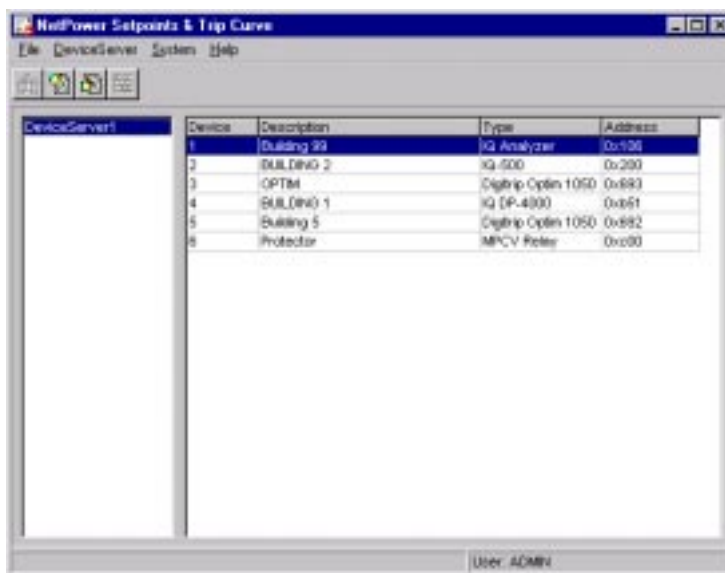 NetPower Setpoints & Trip Curve
File DeviceServer System Help
DeviceServer1
Device Description Type Address
1 Building 99 IQ Analyzer 0x106
2 BUILDING 2 IQ-500 0x200
3 OPTIM Digitrip Optim 1050 0x693
4 BUILDING 1 IQ DP-4000 0xb51
5 Building 5 Digitrip Optim 1050 0x692
6 Protector MPCV Relay 0xc00
User: ADMIN